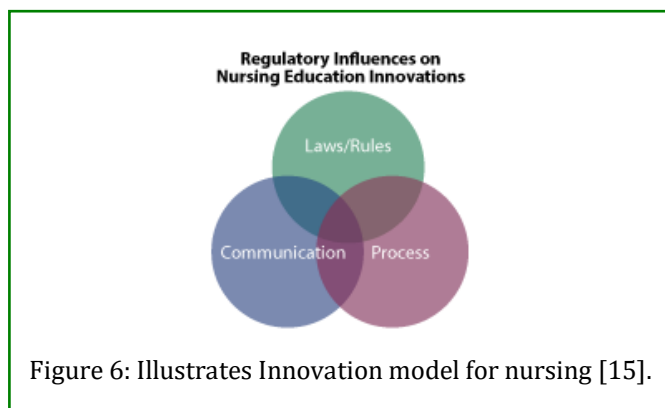 Regulatory Influences on
Nursing Education Innovations
Laws/Rules
Communication
Process
Figure 6: Illustrates Innovation model for nursing [15].